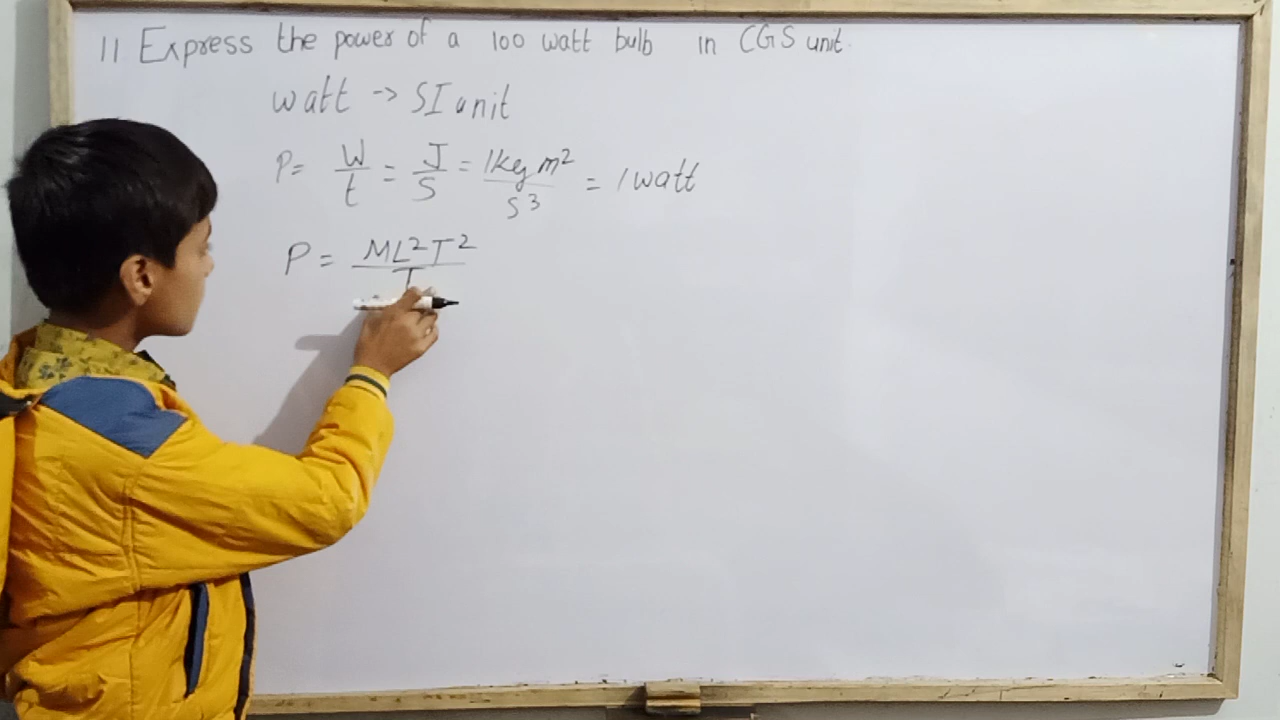 11 Express the power of a 100 watt bulb in CGS unit.
watt -> SI unit
P = W/t = J/S = 1kg m²/S³ = 1 watt
P = ML²T²/T